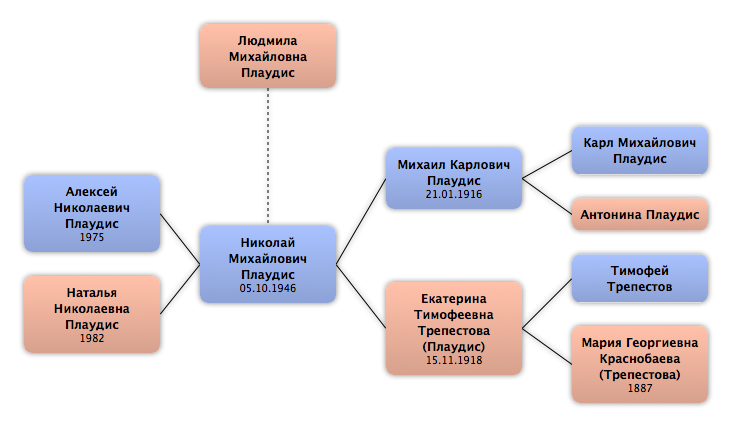 Людмила
Михайловна
Плаудис
Карл Михайлович
Плаудис
Михаил Карлович
Плаудис
21.01.1916
Антонина Плаудис
Алексей
Николаевич
Плаудис
1975
Николай
Михайлович
Плаудис
05.10.1946
Тимофей
Трепестов
Наталья
Николаевна
Плаудис
1982
Екатерина
Тимофеевна
Трепестова
(Плаудис)
15.11.1918
Мария Георгиевна
Краснобаева
(Трепестова)
1887